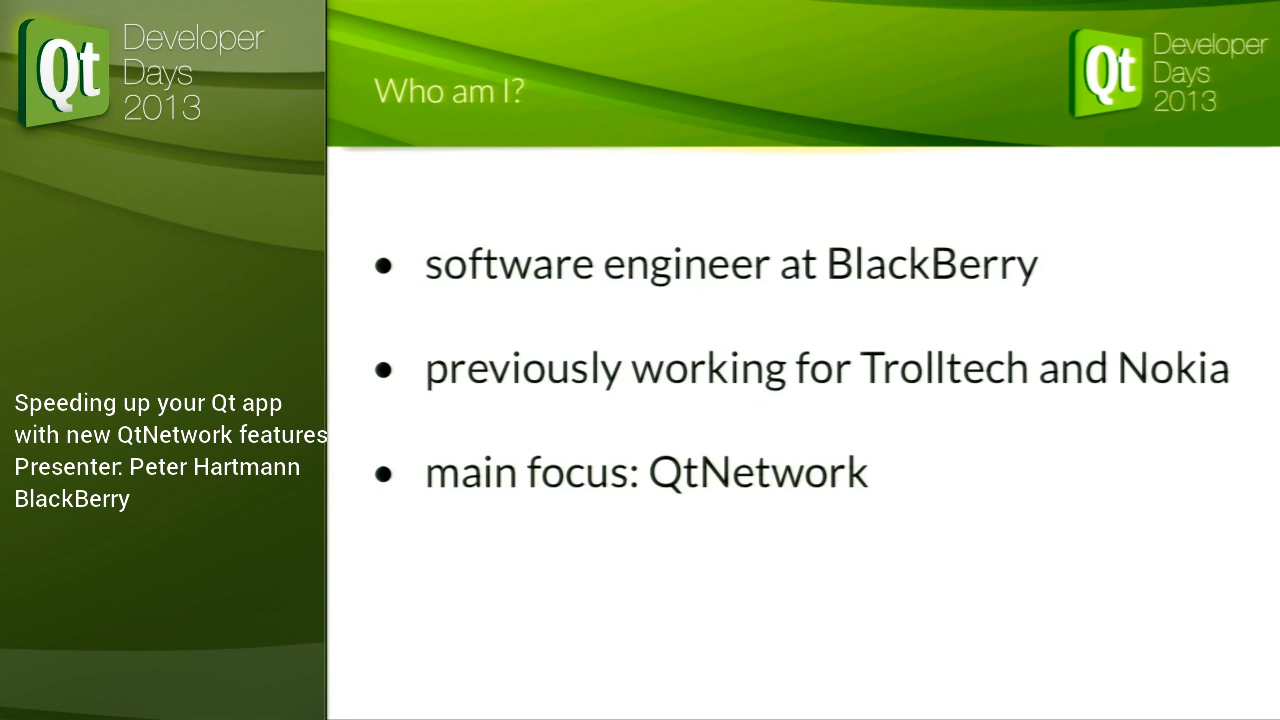 Qt Developer
Days
2013
Speeding up your Qt app
with new QtNetwork features
Presenter: Peter Hartmann
BlackBerry
Who am I?
Qt Developer
Days
2013
• software engineer at BlackBerry
• previously working for Trolltech and Nokia
• main focus: QtNetwork